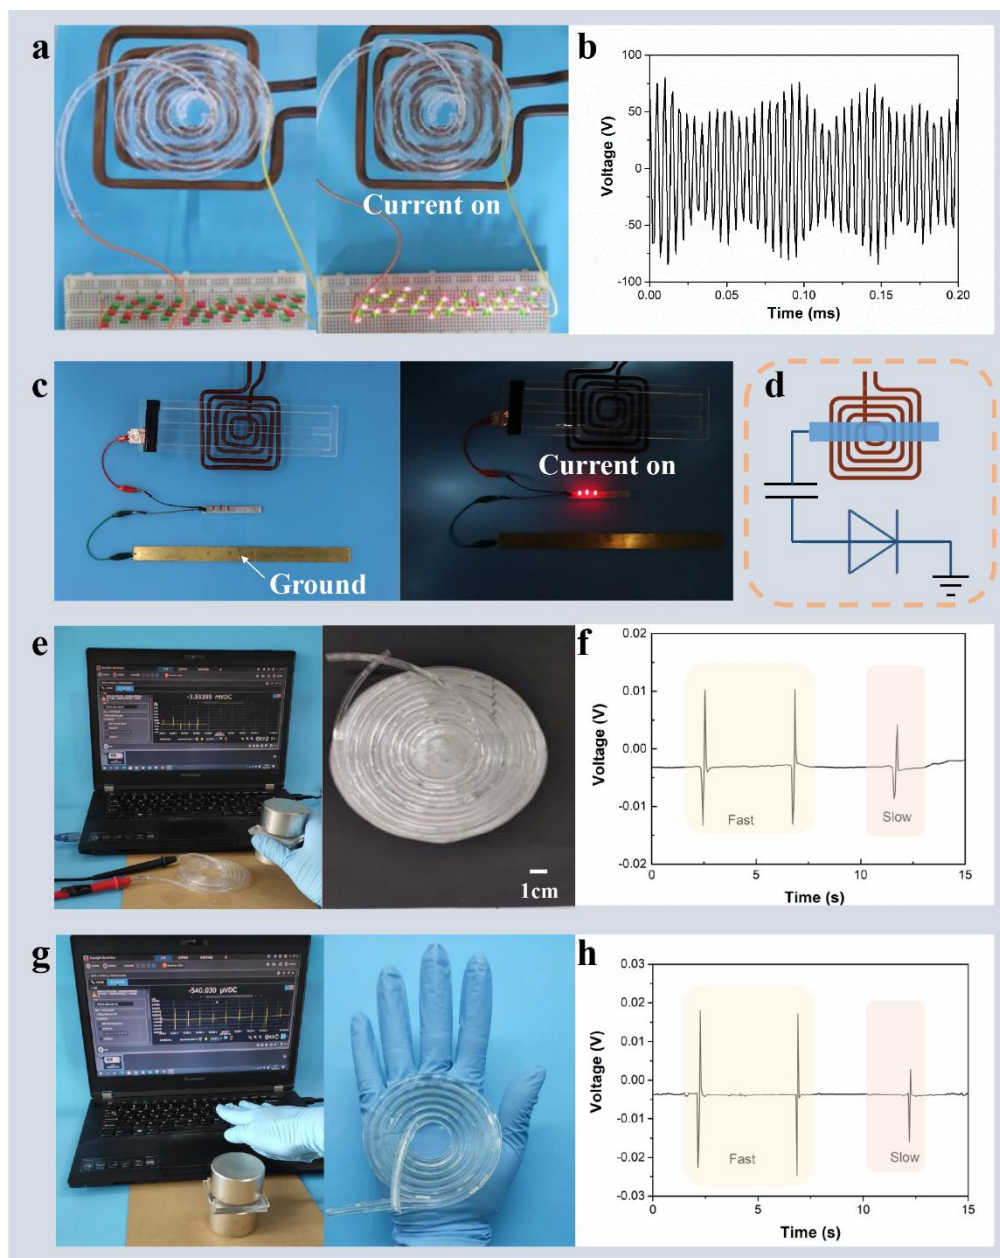 a
Current on
b
100
50
0
-50
-100
Voltage (V)
0.00 0.05 0.10 0.15 0.20
Time (ms)
c
Ground
Current on
d
e
-3.59395 mVDC
1cm
f
0.02
0.01
0.00
-0.01
-0.02
Voltage (V)
Fast
Slow
0 5 10 15
Time (s)
g
-540.030 µVDC
h
0.03
0.02
0.01
0.00
-0.01
-0.02
-0.03
Voltage (V)
Fast
Slow
0 5 10 15
Time (s)